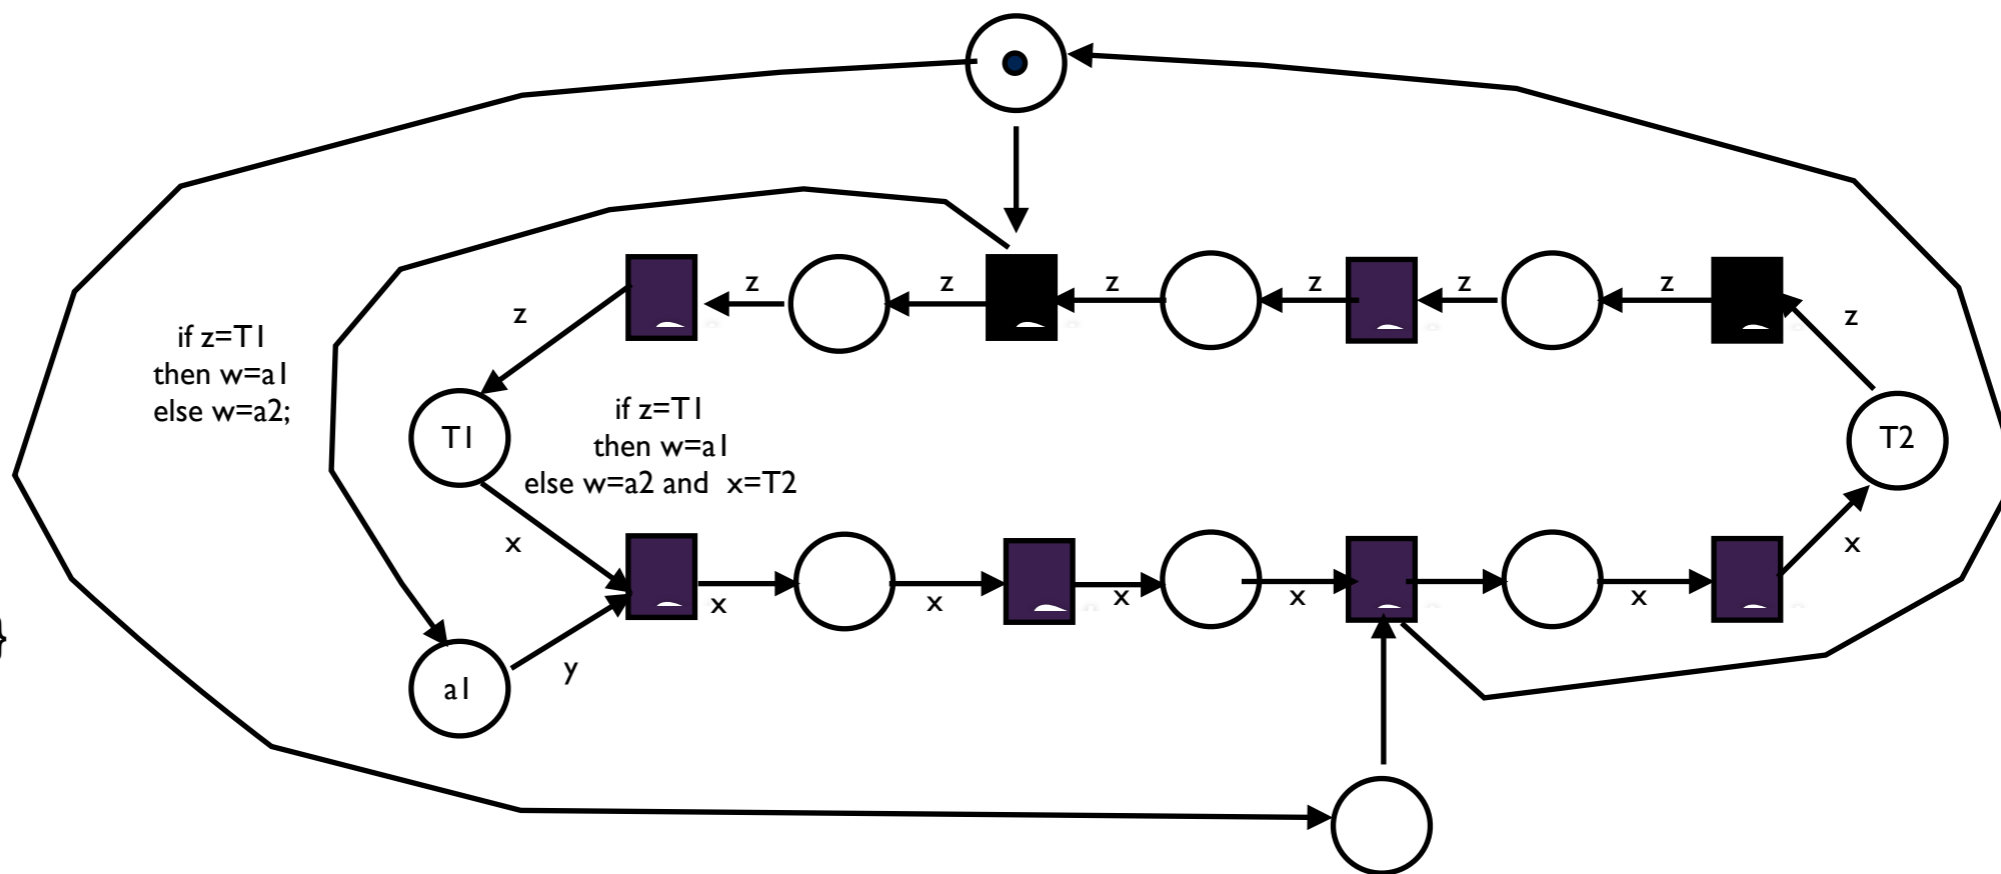 z
z
z
z
z
z
z
if z=T1
then w=a1
else w=a2;
if z=T1
then w=a1
else w=a2 and x=T2
T1
T2
x
x
x
x
x
x
x
}
y
a1